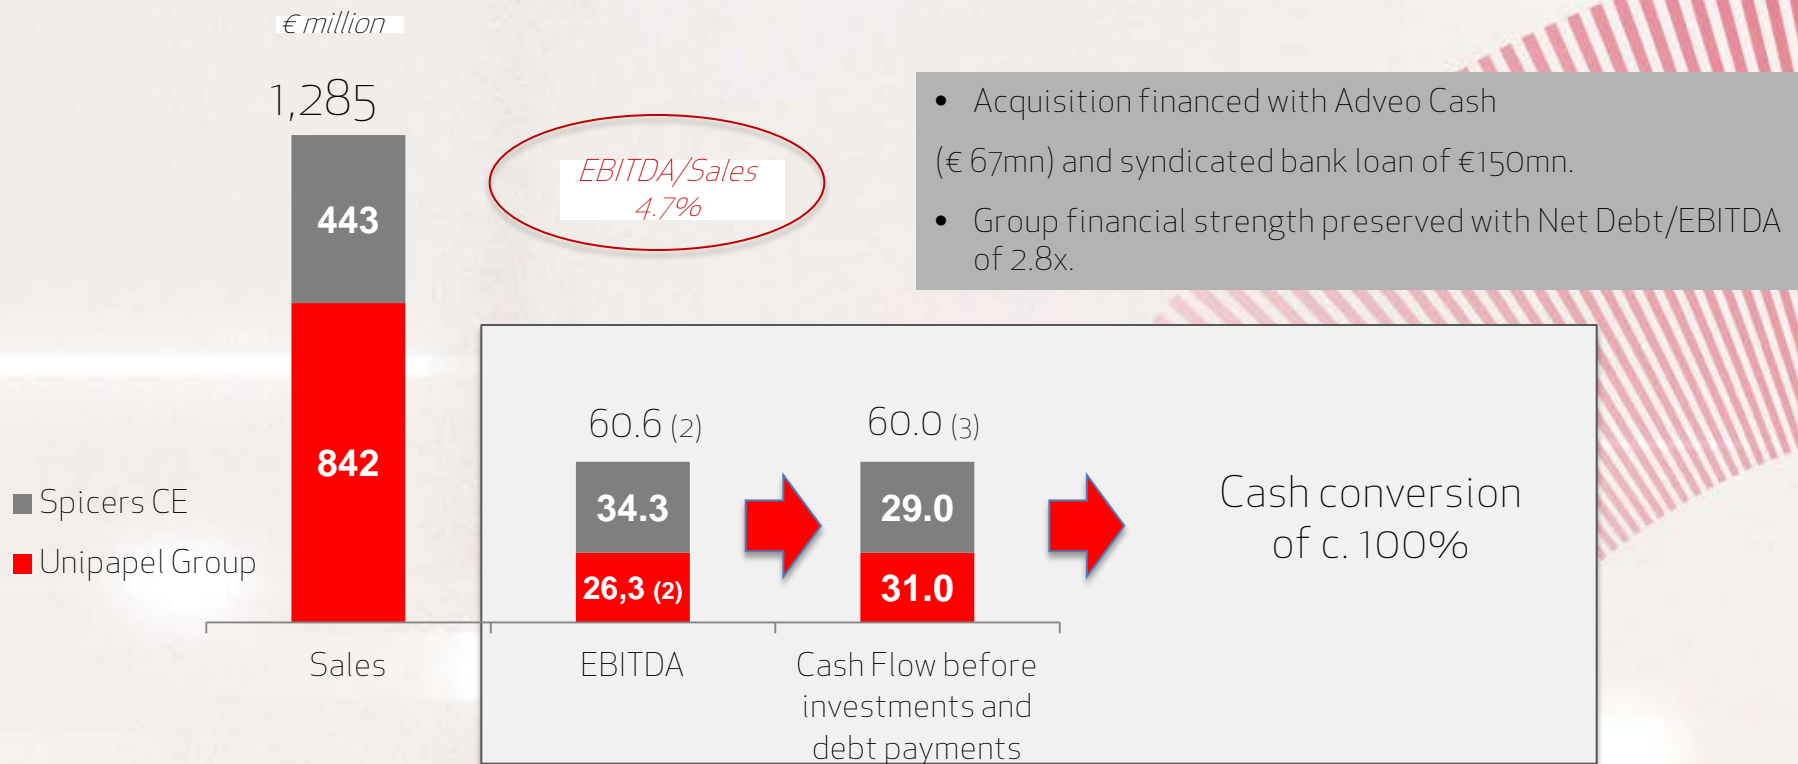 € million
1,285
443
842
Spicers CE
Unipapel Group
EBITDA/Sales
4.7%
• Acquisition financed with Adveo Cash
(€ 67mn) and syndicated bank loan of €150mn.
• Group financial strength preserved with Net Debt/EBITDA
of 2.8x.
60.6 (2)
60.0 (3)
34.3
29.0
26,3 (2)
31.0
Cash conversion
of c. 100%
Sales
EBITDA
Cash Flow before
investments and
debt payments